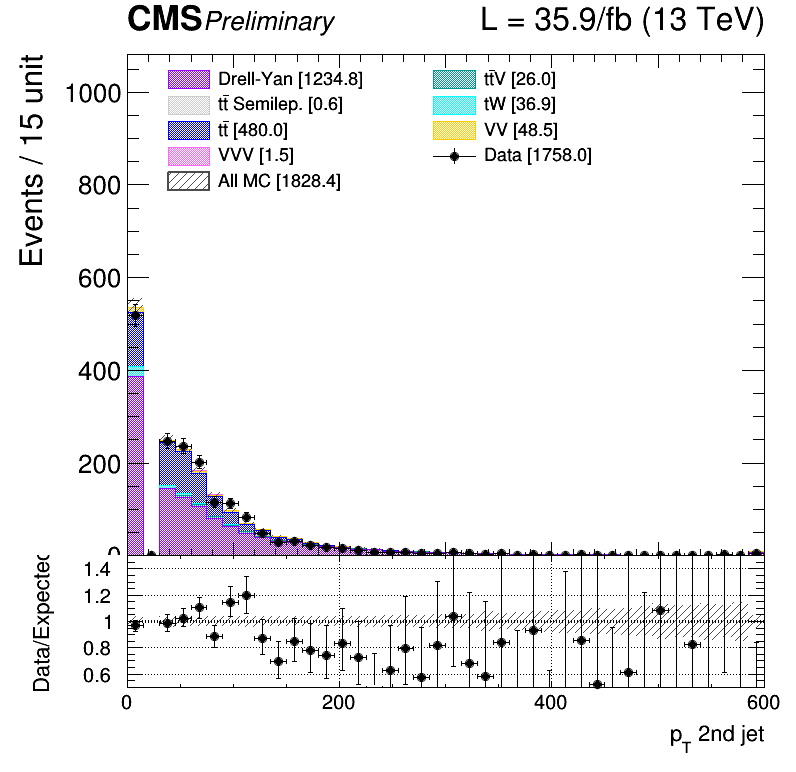 CMS Preliminary L = 35.9/fb (13 TeV)
Events / 15 unit
1000
800
600
400
200
0
Drell-Yan [1234.8]
tt̄ Semilep. [0.6]
tt̄ [480.0]
VVV [1.5]
All MC [1828.4]
tt̄V [26.0]
tW [36.9]
VV [48.5]
Data [1758.0]
Data/Expected
1.4
1.2
1
0.8
0.6
0 200 400 600
p_T 2nd jet